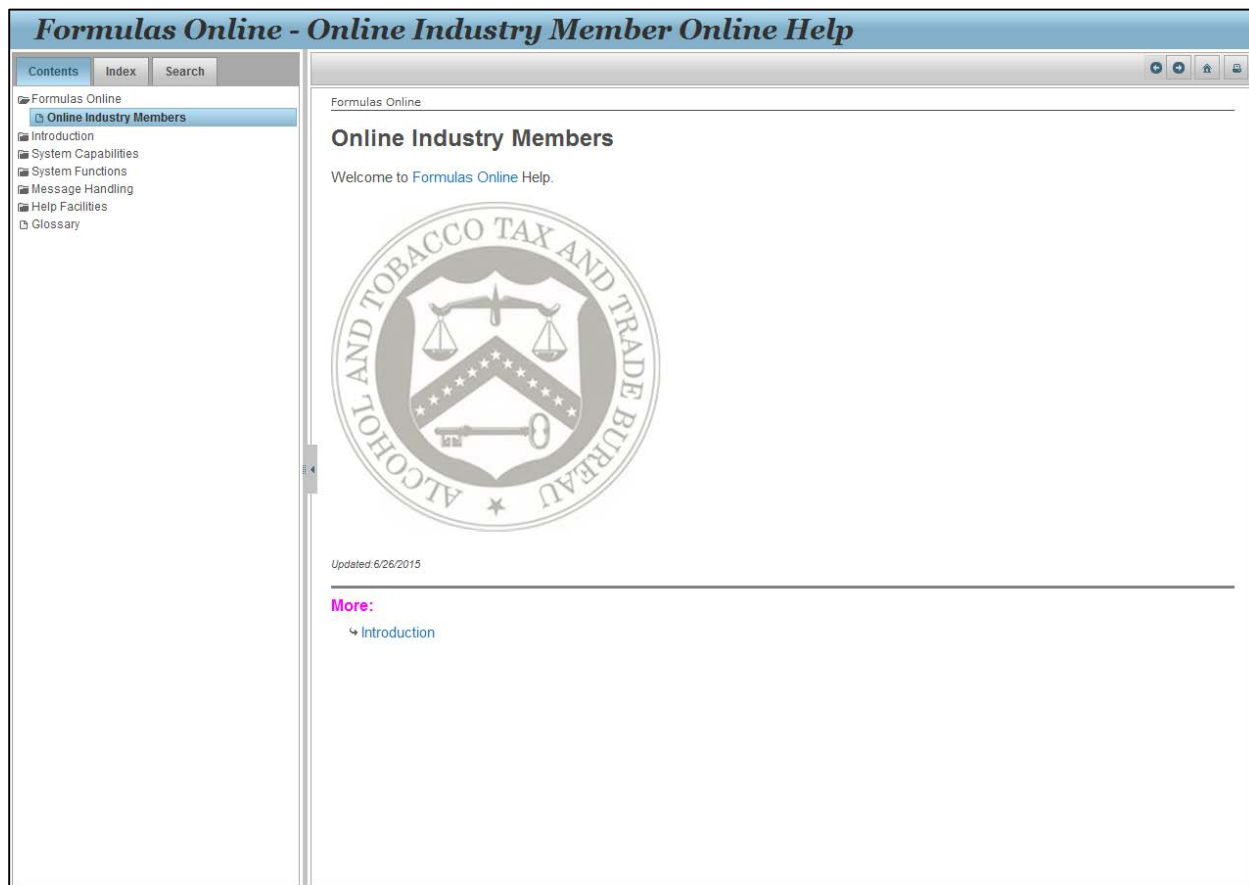 Formulas Online - Online Industry Member Online Help
Contents Index Search
Formulas Online
Online Industry Members
Introduction
System Capabilities
System Functions
Message Handling
Help Facilities
Glossary
Formulas Online
Online Industry Members
Welcome to Formulas Online Help.
ALCOHOL AND TOBACCO TAX AND TRADE BUREAU
Updated:6/26/2015
More:
Introduction